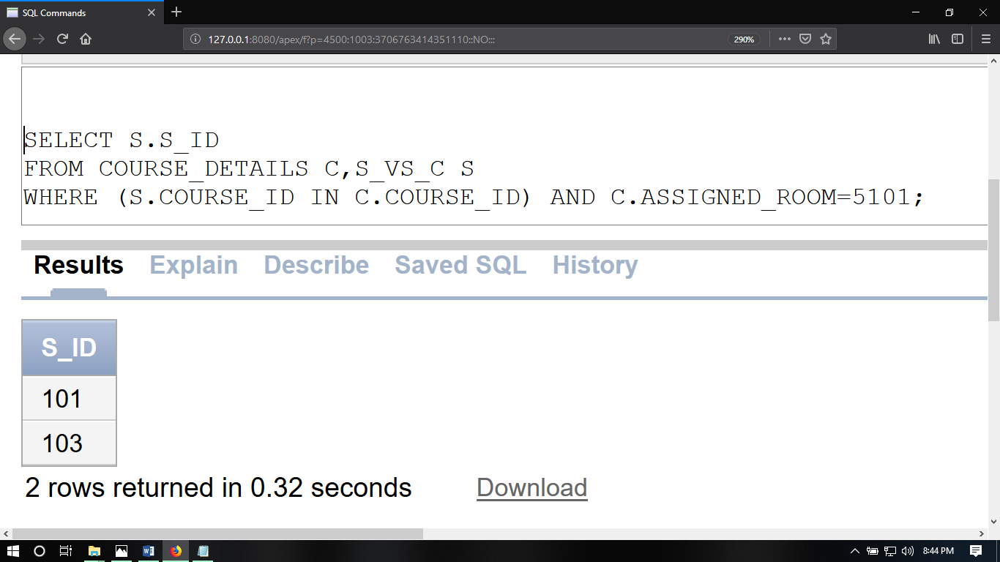 SQL Commands
127.0.0.1:8080/apex/f?p=4500:1003:3706763414351110::NO:::
290%
SELECT S.S_ID
FROM COURSE_DETAILS C,S_VS_C S
WHERE (S.COURSE_ID IN C.COURSE_ID) AND C.ASSIGNED_ROOM=5101;
Results Explain Describe Saved SQL History
S_ID
101
103
2 rows returned in 0.32 seconds Download
8:44 PM